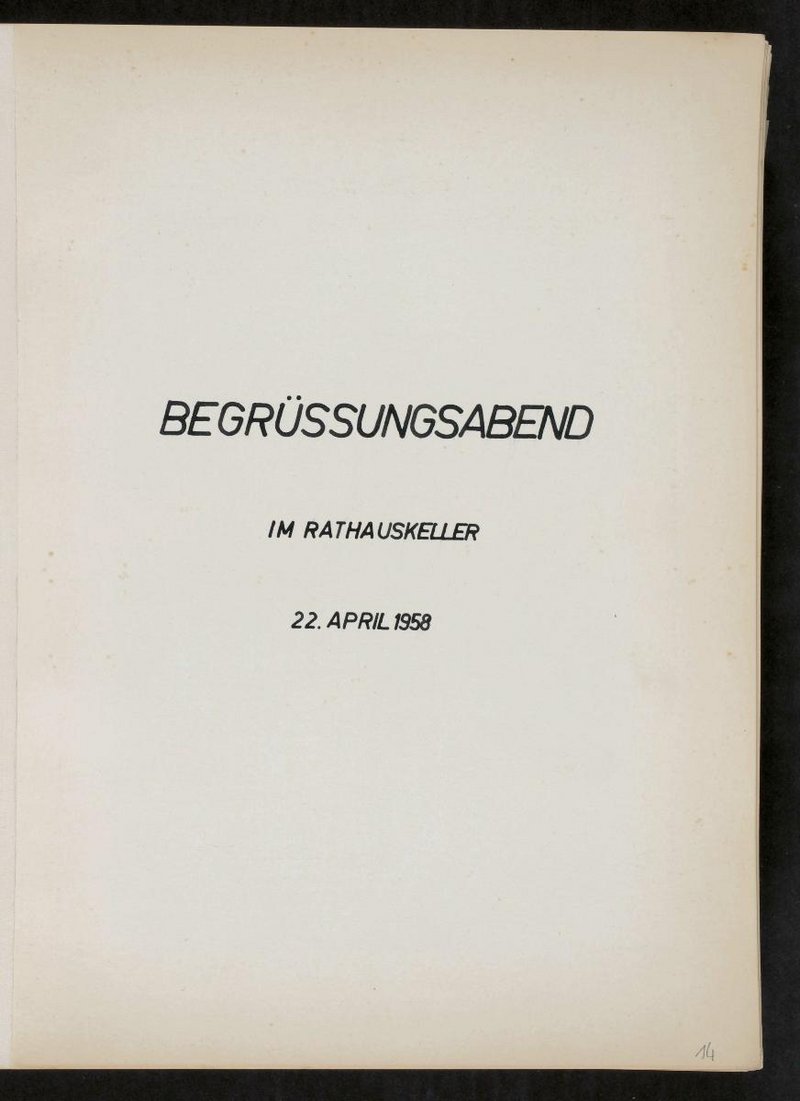 BEGRÜSSUNGSABEND
IM RATHAUSKELLER
22. APRIL 1958
14